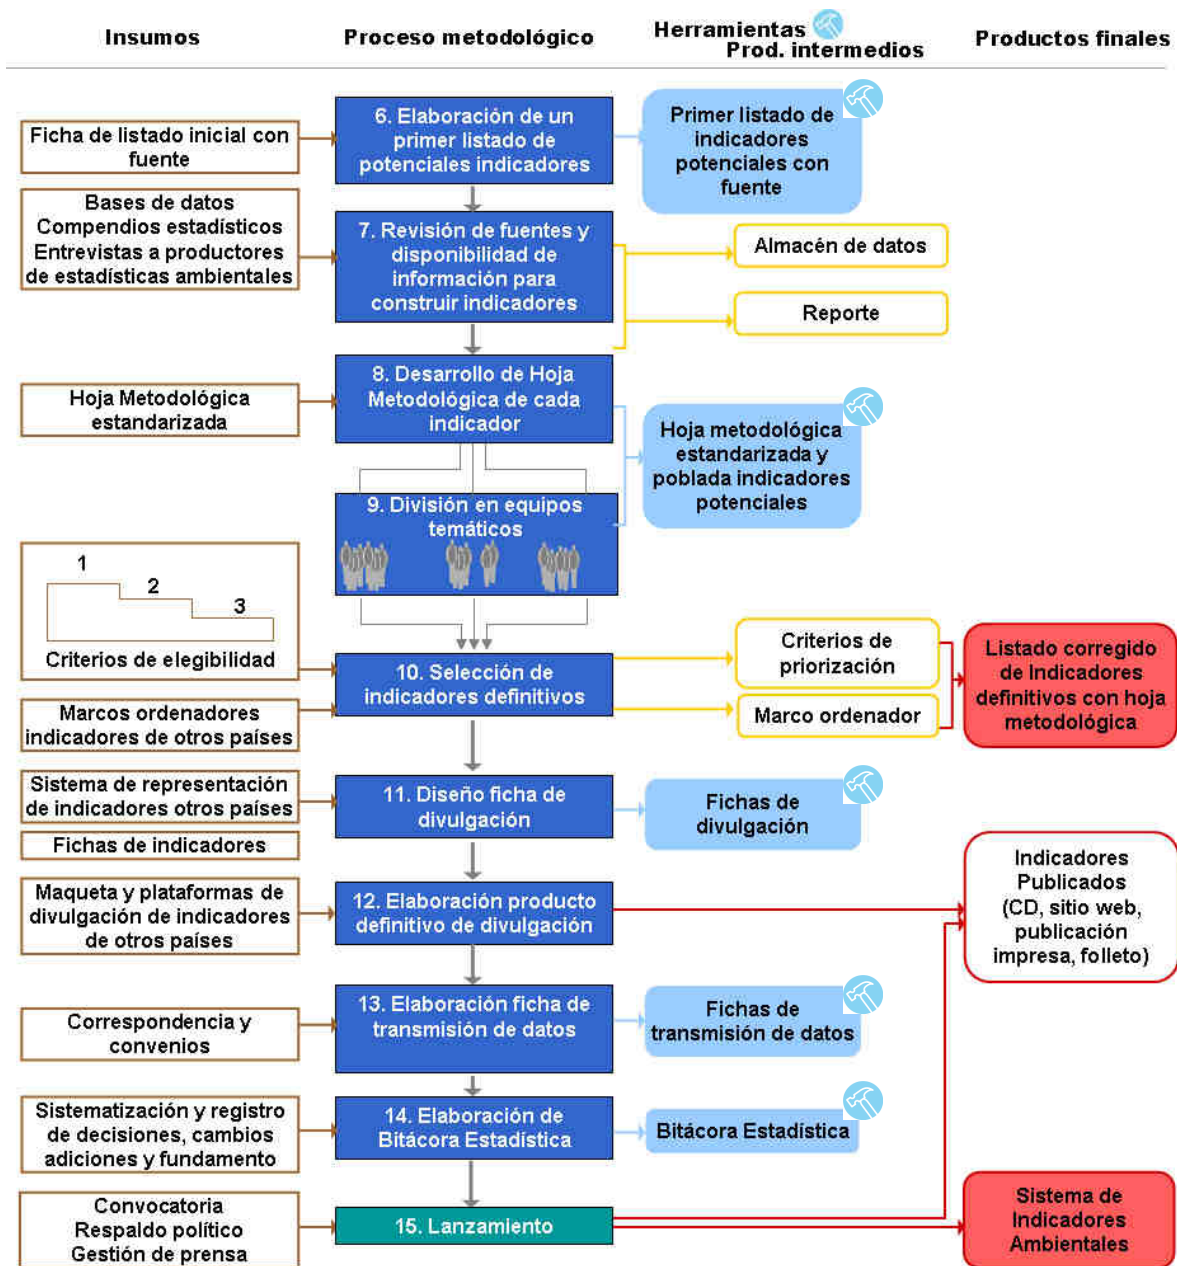 Insumos
Proceso metodológico
Herramientas
Prod. intermedios
Productos finales
Ficha de listado inicial con
fuente
6. Elaboración de un
primer listado de
potenciales indicadores
Primer listado de
indicadores
potenciales con
fuente
Bases de datos
Compendios estadísticos
Entrevistas a productores
de estadísticas ambientales
7. Revisión de fuentes y
disponibilidad de
información para
construir indicadores
Almacén de datos
Reporte
Hoja Metodológica
estandarizada
8. Desarrollo de Hoja
Metodológica de cada
indicador
Hoja metodológica
estandarizada y
poblada indicadores
potenciales
9. División en equipos
temáticos
1
2
3
Criterios de elegibilidad
Marcos ordenadores
indicadores de otros países
10. Selección de
indicadores definitivos
Criterios de
priorización
Marco ordenador
Listado corregido
de Indicadores
definitivos con hoja
metodológica
Sistema de representación
de indicadores otros países
Fichas de indicadores
11. Diseño ficha de
divulgación
Fichas de
divulgación
Maqueta y plataformas de
divulgación de indicadores
de otros países
12. Elaboración producto
definitivo de divulgación
Indicadores
Publicados
(CD, sitio web,
publicación
impresa, folleto)
Correspondencia y
convenios
13. Elaboración ficha de
transmisión de datos
Fichas de
transmisión de datos
Sistematización y registro
de decisiones, cambios
adiciones y fundamento
14. Elaboración de
Bitácora Estadística
Bitácora Estadística
Convocatoria
Respaldo político
Gestión de prensa
15. Lanzamiento
Sistema de
Indicadores
Ambientales